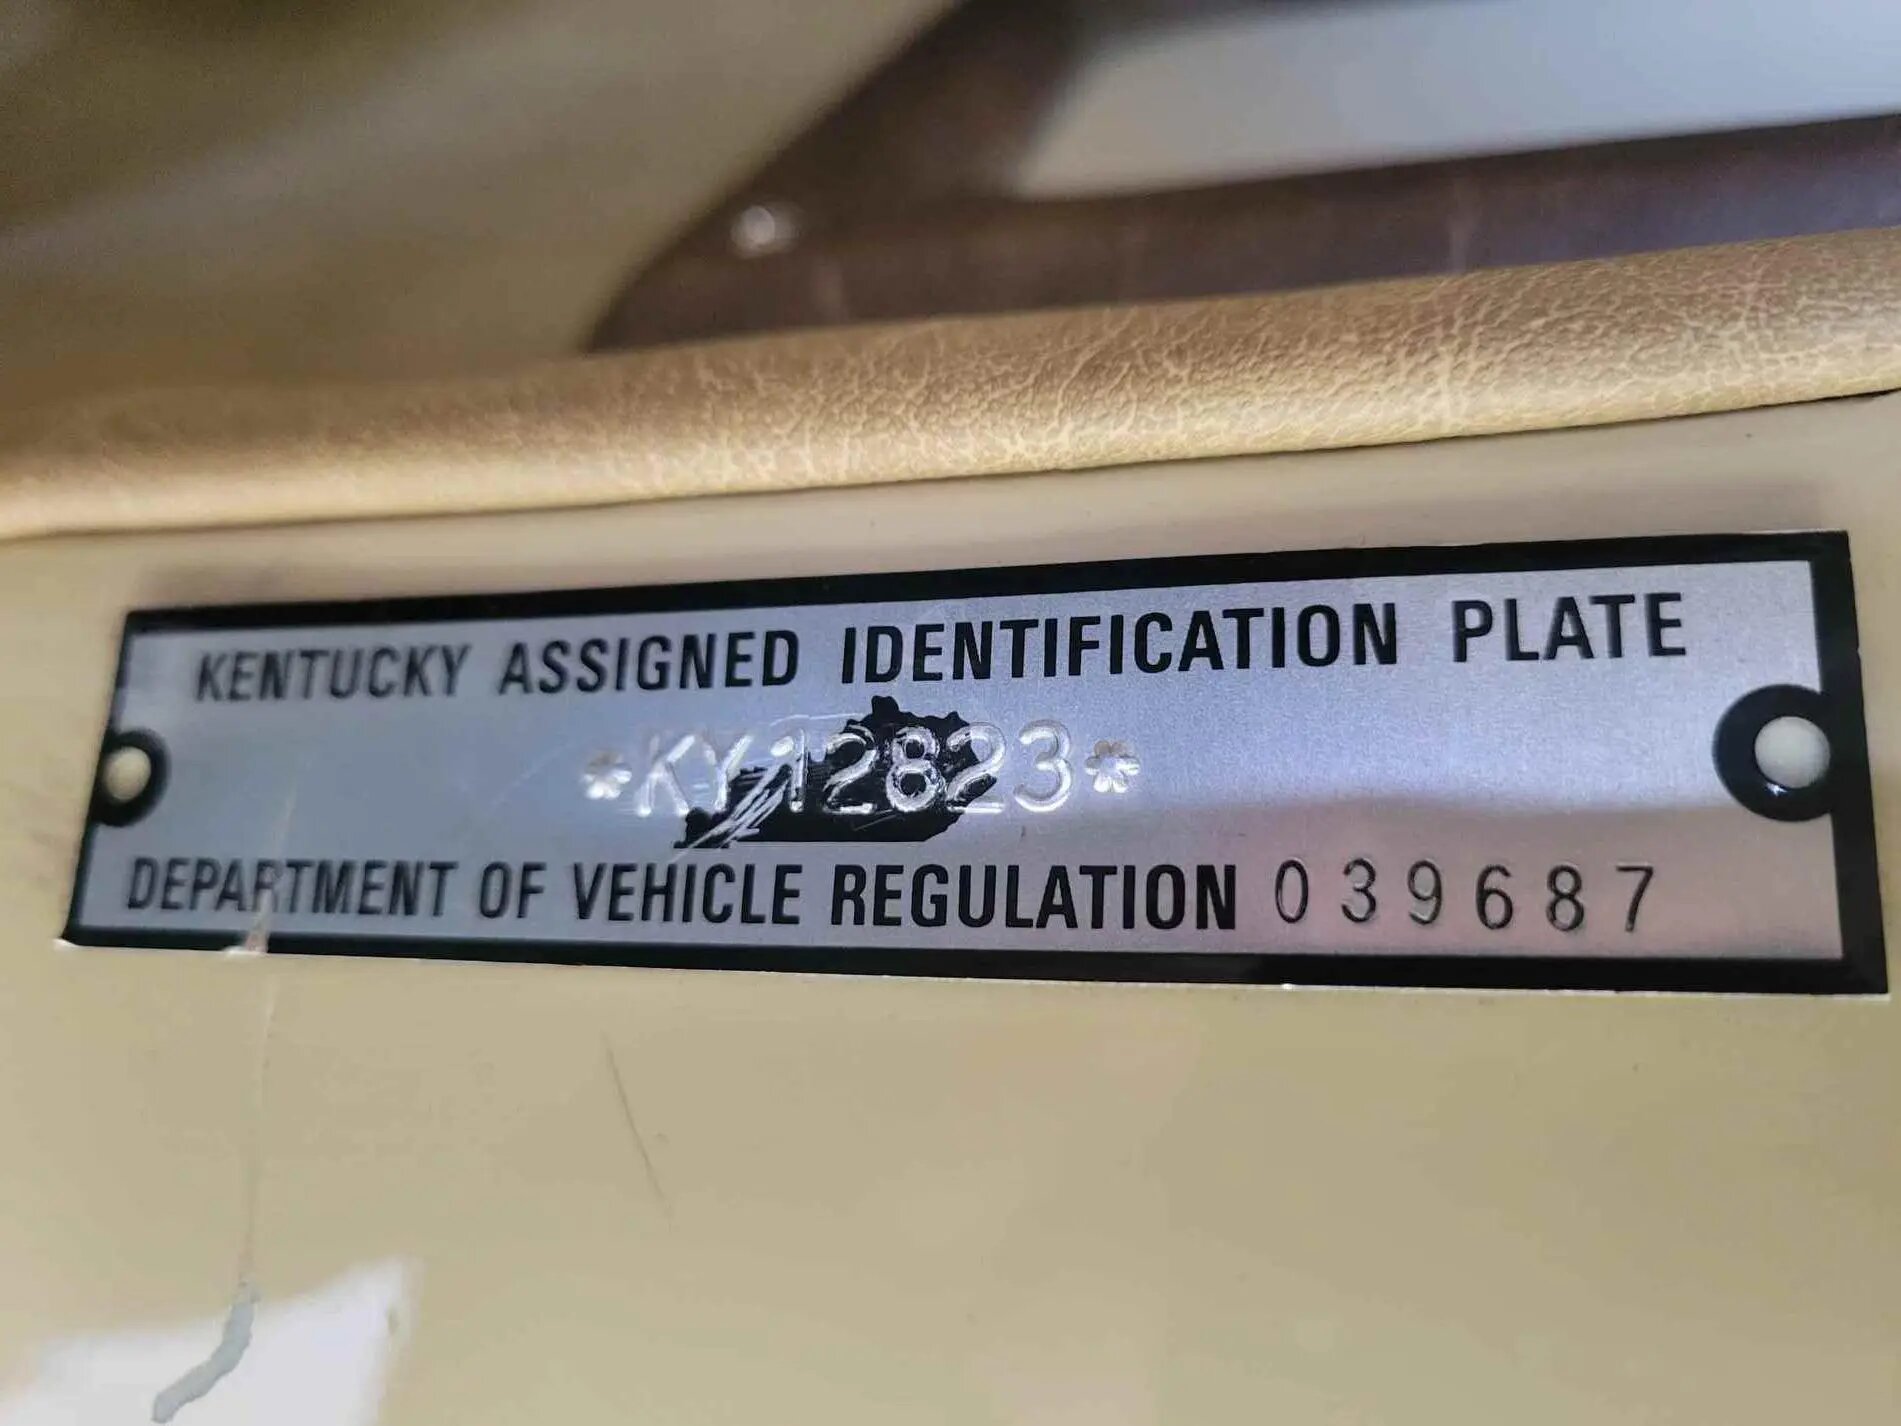 KENTUCKY ASSIGNED IDENTIFICATION PLATE
*KY12823*
DEPARTMENT OF VEHICLE REGULATION 039687